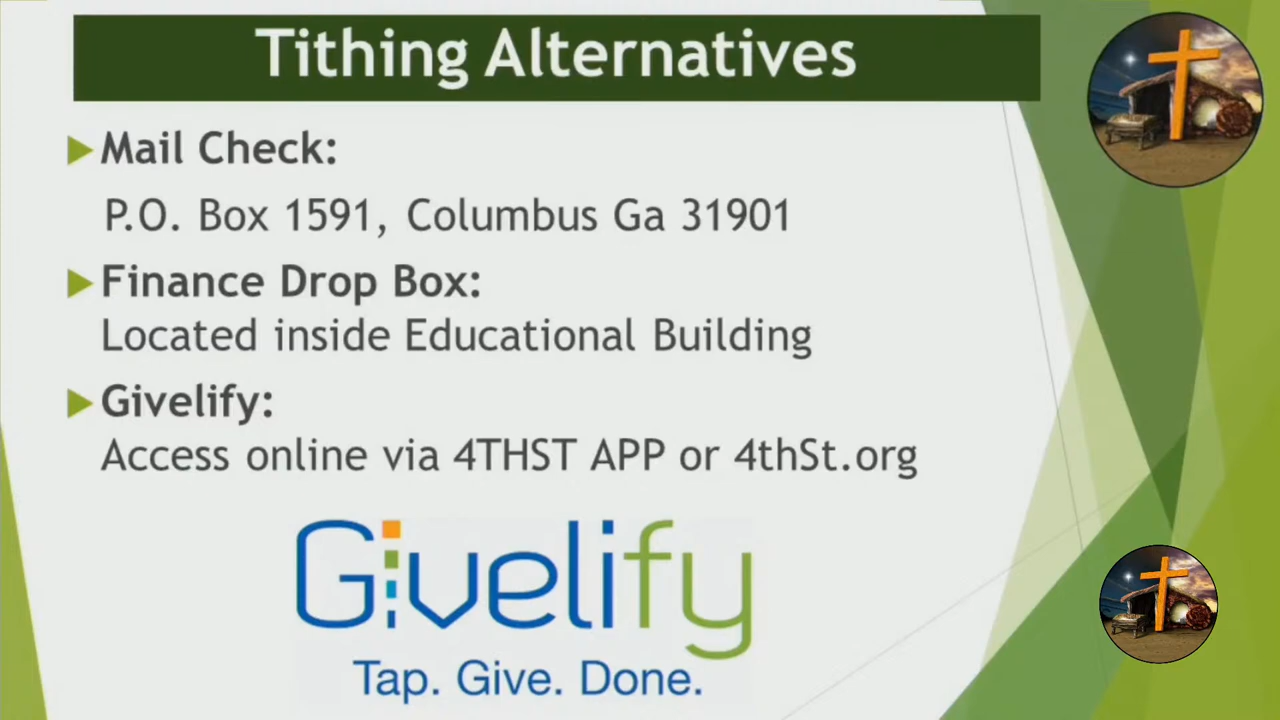 Tithing Alternatives
Mail Check:
P.O. Box 1591, Columbus Ga 31901
Finance Drop Box:
Located inside Educational Building
Givelify:
Access online via 4THST APP or 4thSt.org
Givelify
Tap. Give. Done.